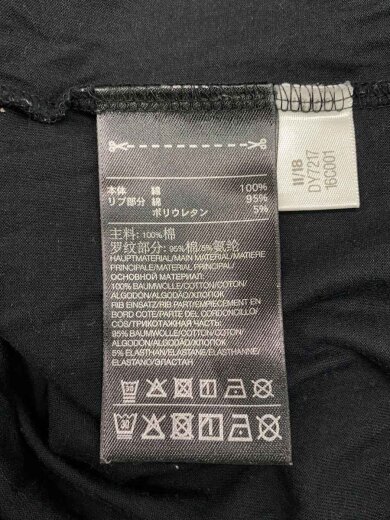 本体 綿 100%
リブ部分 綿 95%
ポリウレタン 5%
主料: 100%棉
罗纹部分: 95%棉/5%氨纶
HAUPTMATERIAL/MAIN MATERIAL/MATIERE
PRINCIPALE/MATERIAL PRINCIPAL/
ОСНОВНОЙ МАТЕРИАЛ:
100% BAUMWOLLE/COTTON/COTON/
ALGODÓN/ALGODÃO/ХЛОПОК
RIB EINSATZ/RIB PART/EMPIECEMENT EN
BORD COTE/PARTE DEL CORDONCILLO/
CÓS/ТРИКОТАЖНАЯ ЧАСТЬ:
95% BAUMWOLLE/COTTON/COTON/
ALGODÓN/ALGODÃO/ХЛОПОК
5% ELASTHAN/ELASTANE/ELASTHANNE/
ELASTANO/ЭЛАСТАН
11/18
DY7217
16C001